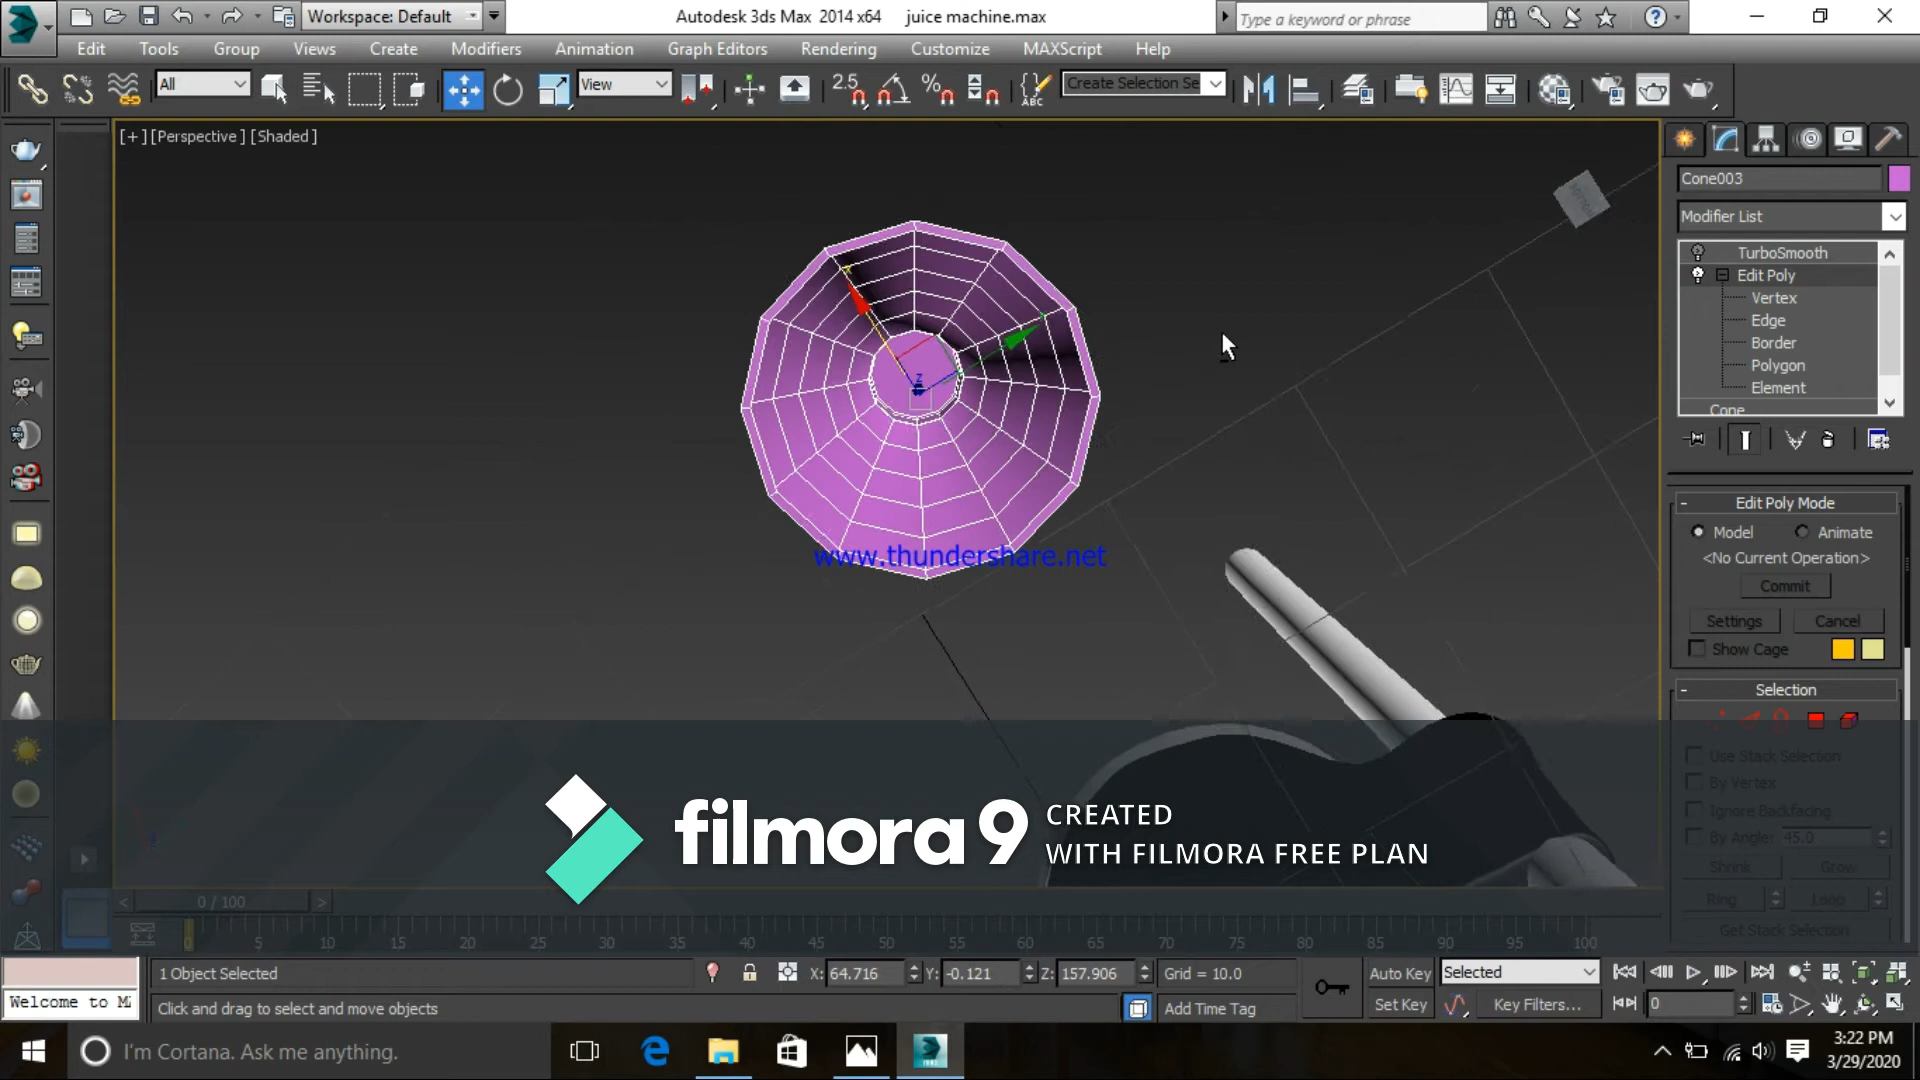 Workspace: Default
Autodesk 3ds Max 2014 x64 juice machine.max
Type a keyword or phrase
Edit Tools Group Views Create Modifiers Animation Graph Editors Rendering Customize MAXScript Help
All
View
2.5
%
ABC
Create Selection Se
[+][Perspective][Shaded]
Cone003
Modifier List
TurboSmooth
Edit Poly
Vertex
Edge
Border
Polygon
Element
Cone
x
z
www.thundershare.net
Edit Poly Mode
Model Animate
<No Current Operation>
Commit
Settings Cancel
Show Cage
Selection
Use Stack Selection
By Vertex
Ignore Backfacing
By Angle: 45.0
Shrink Grow
Ring Loop
Get Stack Selection
filmora 9 CREATED
WITH FILMORA FREE PLAN
< 0 / 100 >
0 5 10 15 20 25 30 35 40 45 50 55 60 65 70 75 80 85 90 95 100
1 Object Selected
X: 64.716 Y: -0.121 Z: 157.906
Grid = 10.0
Auto Key Selected
Welcome to M
Click and drag to select and move objects
Add Time Tag
Set Key Key Filters...
0
I'm Cortana. Ask me anything.
3:22 PM
3/29/2020